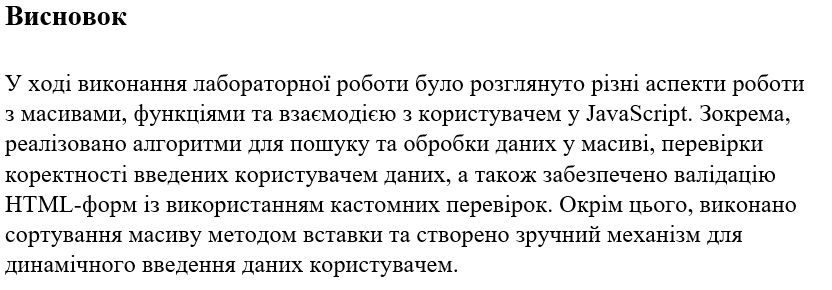 Висновок
У ході виконання лабораторної роботи було розглянуто різні аспекти роботи
з масивами, функціями та взаємодією з користувачем у JavaScript. Зокрема,
реалізовано алгоритми для пошуку та обробки даних у масиві, перевірки
коректності введених користувачем даних, а також забезпечено валідацію
HTML-форм із використанням кастомних перевірок. Окрім цього, виконано
сортування масиву методом вставки та створено зручний механізм для
динамічного введення даних користувачем.